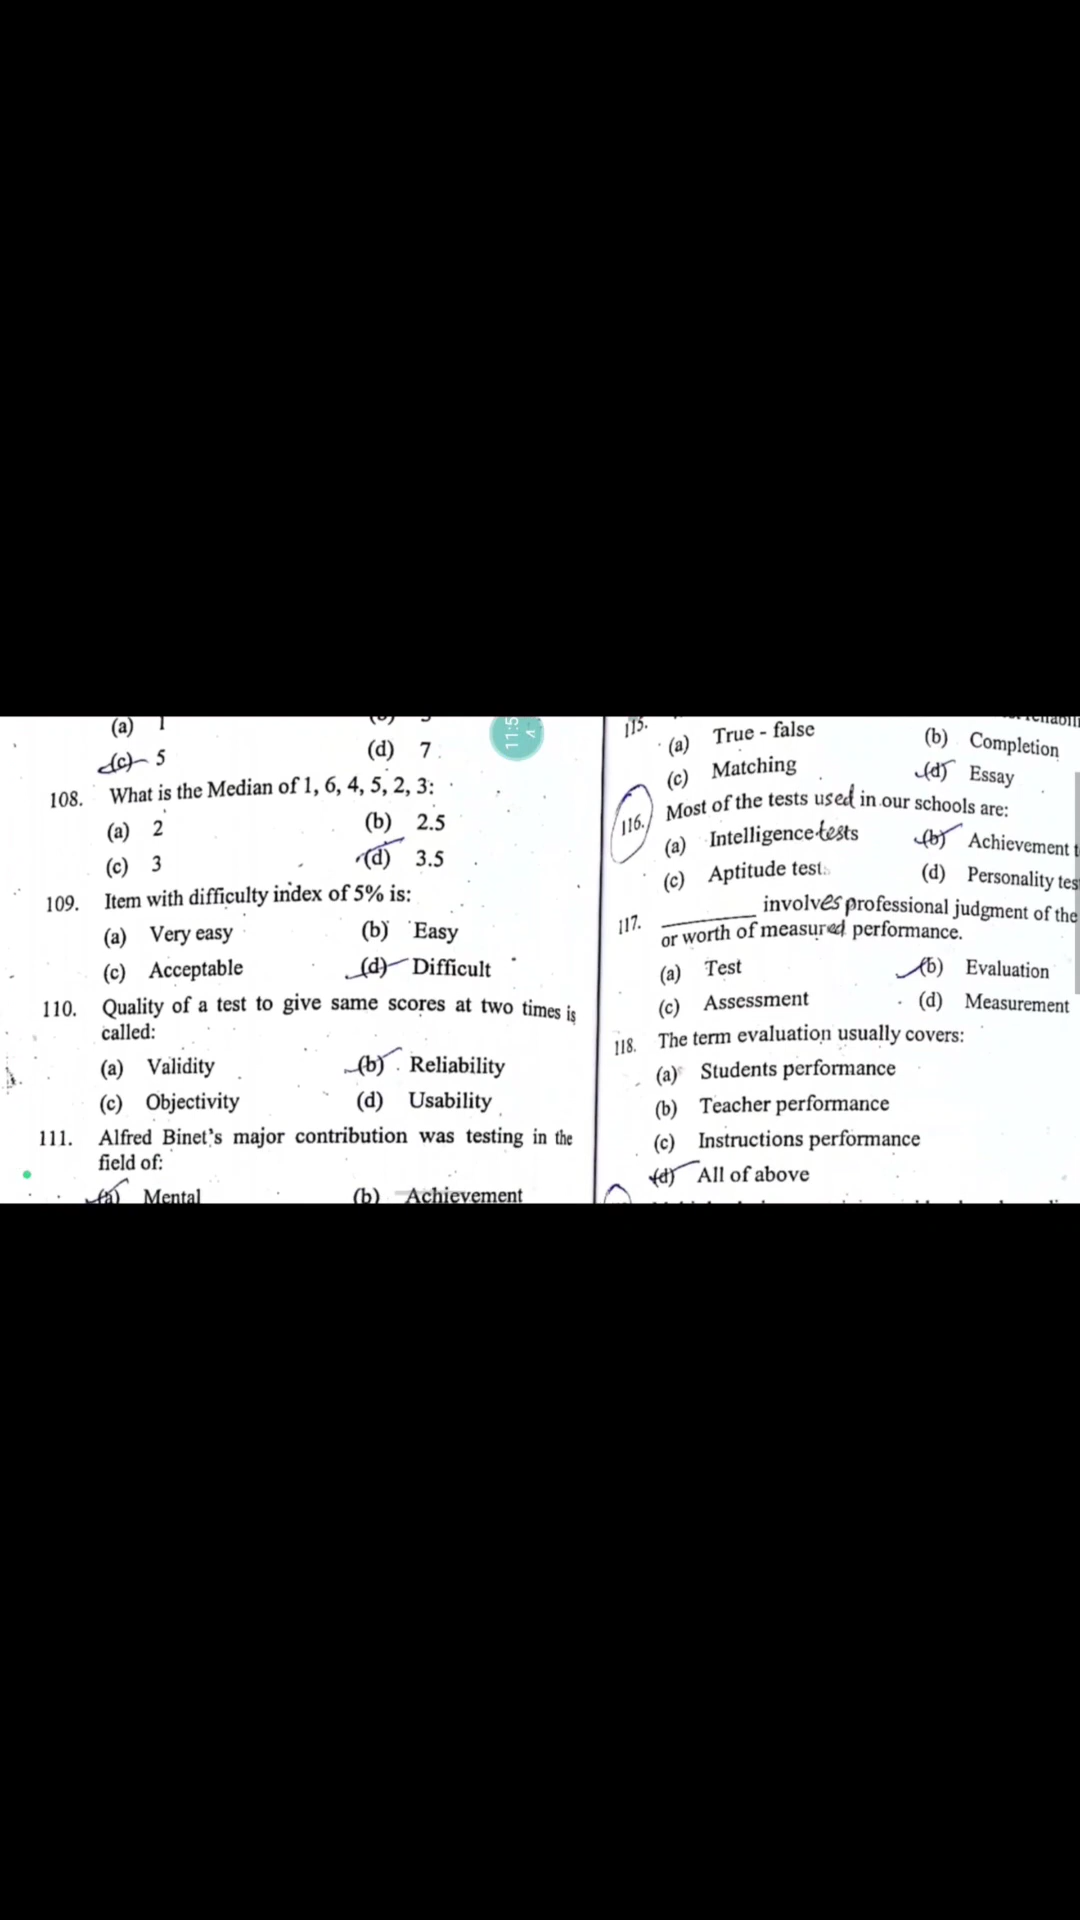 (a) 1
(c) 5
(d) 7
108. What is the Median of 1, 6, 4, 5, 2, 3:
(a) 2
(b) 2.5
(c) 3
(d) 3.5
109. Item with difficulty index of 5% is:
(a) Very easy
(b) Easy
(c) Acceptable
(d) Difficult
110. Quality of a test to give same scores at two times is
called:
(a) Validity
(b) Reliability
(c) Objectivity
(d) Usability
111. Alfred Binet's major contribution was testing in the
field of:
(a) Mental
(b) Achievement
11:5
115.
(a) True - false
(b) Completion
(c) Matching
(d) Essay
116. Most of the tests used in our schools are:
(a) Intelligence tests
(b) Achievement t
(c) Aptitude test
(d) Personality tes
117. ________ involves professional judgment of the
or worth of measured performance.
(a) Test
(b) Evaluation
(c) Assessment
(d) Measurement
118. The term evaluation usually covers:
(a) Students performance
(b) Teacher performance
(c) Instructions performance
(d) All of above